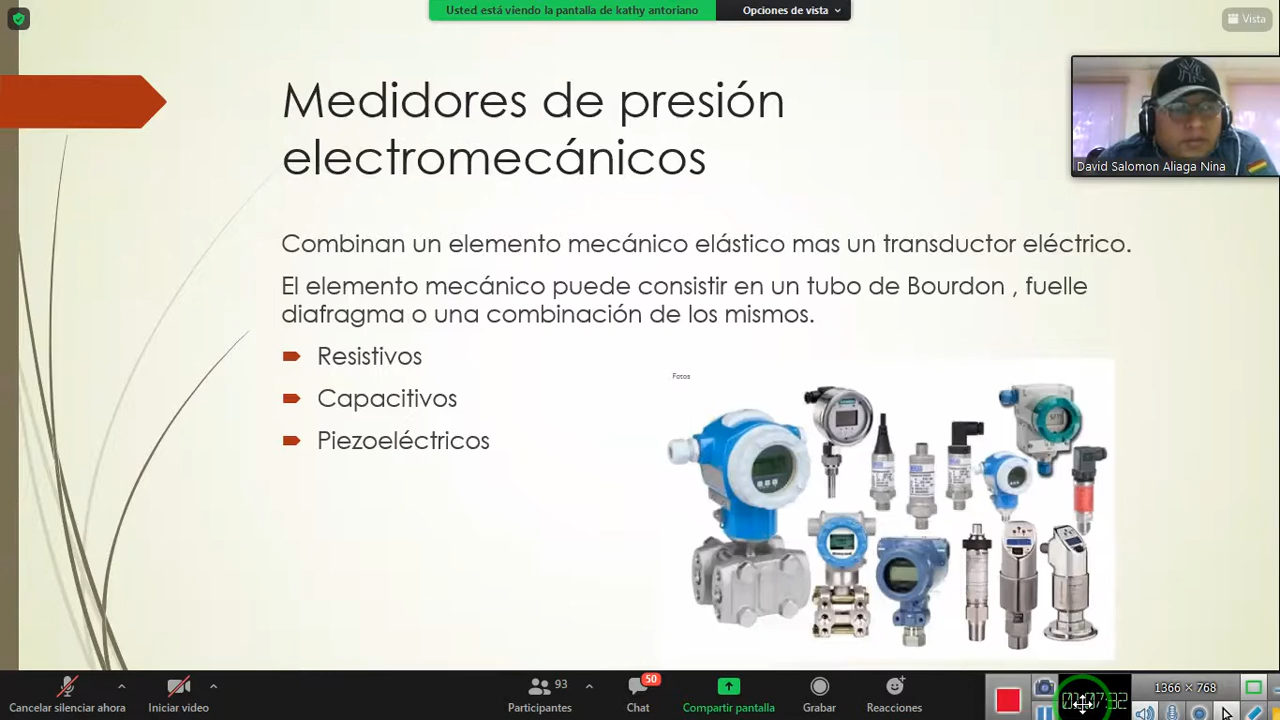 Usted está viendo la pantalla de kathy antoriano
Opciones de vista
Vista
Medidores de presión
electromecánicos
David Salomon Aliaga Nina
Combinan un elemento mecánico elástico mas un transductor eléctrico.
El elemento mecánico puede consistir en un tubo de Bourdon , fuelle
diafragma o una combinación de los mismos.
Resistivos
Capacitivos
Piezoeléctricos
Fotos
Cancelar silenciar ahora
Iniciar video
93
Participantes
50
Chat
Compartir pantalla
Grabar
Reacciones
1366 × 768